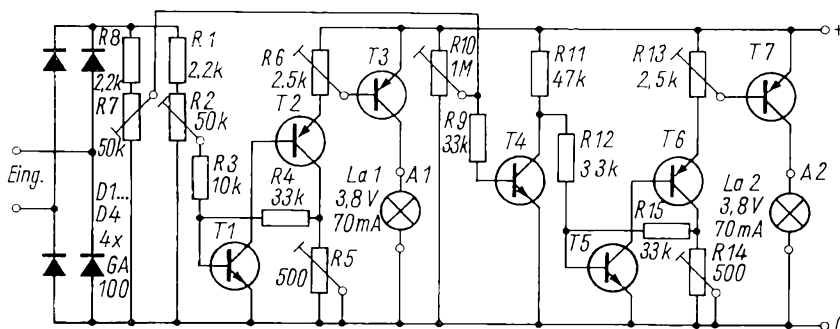 R8
2,2k
R7
50k
R1
2,2k
R2
50k
R3
10k
Eing.
D1...
D4
4x
GA
100
T1
T2
R4
33k
R6
2.5k
T3
La 1
3,8V
70mA
A1
R5
500
R10
1M
R9
33k
T4
R11
47k
R12
33k
T5
R13
2,5k
T6
T7
R15
33k
La 2
3,8V
70mA
A2
R14
500
+